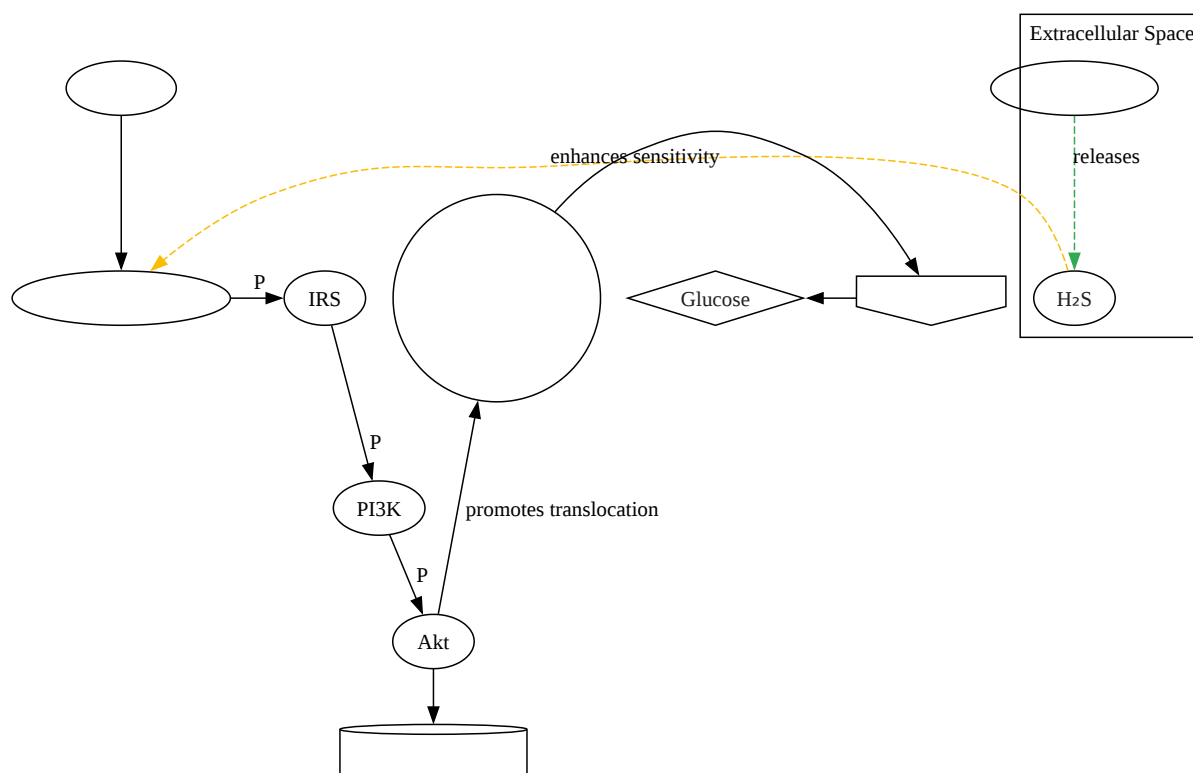 Extracellular Space
enhances sensitivity
releases
P
IRS
Glucose
H₂S
P
PI3K
promotes translocation
P
Akt